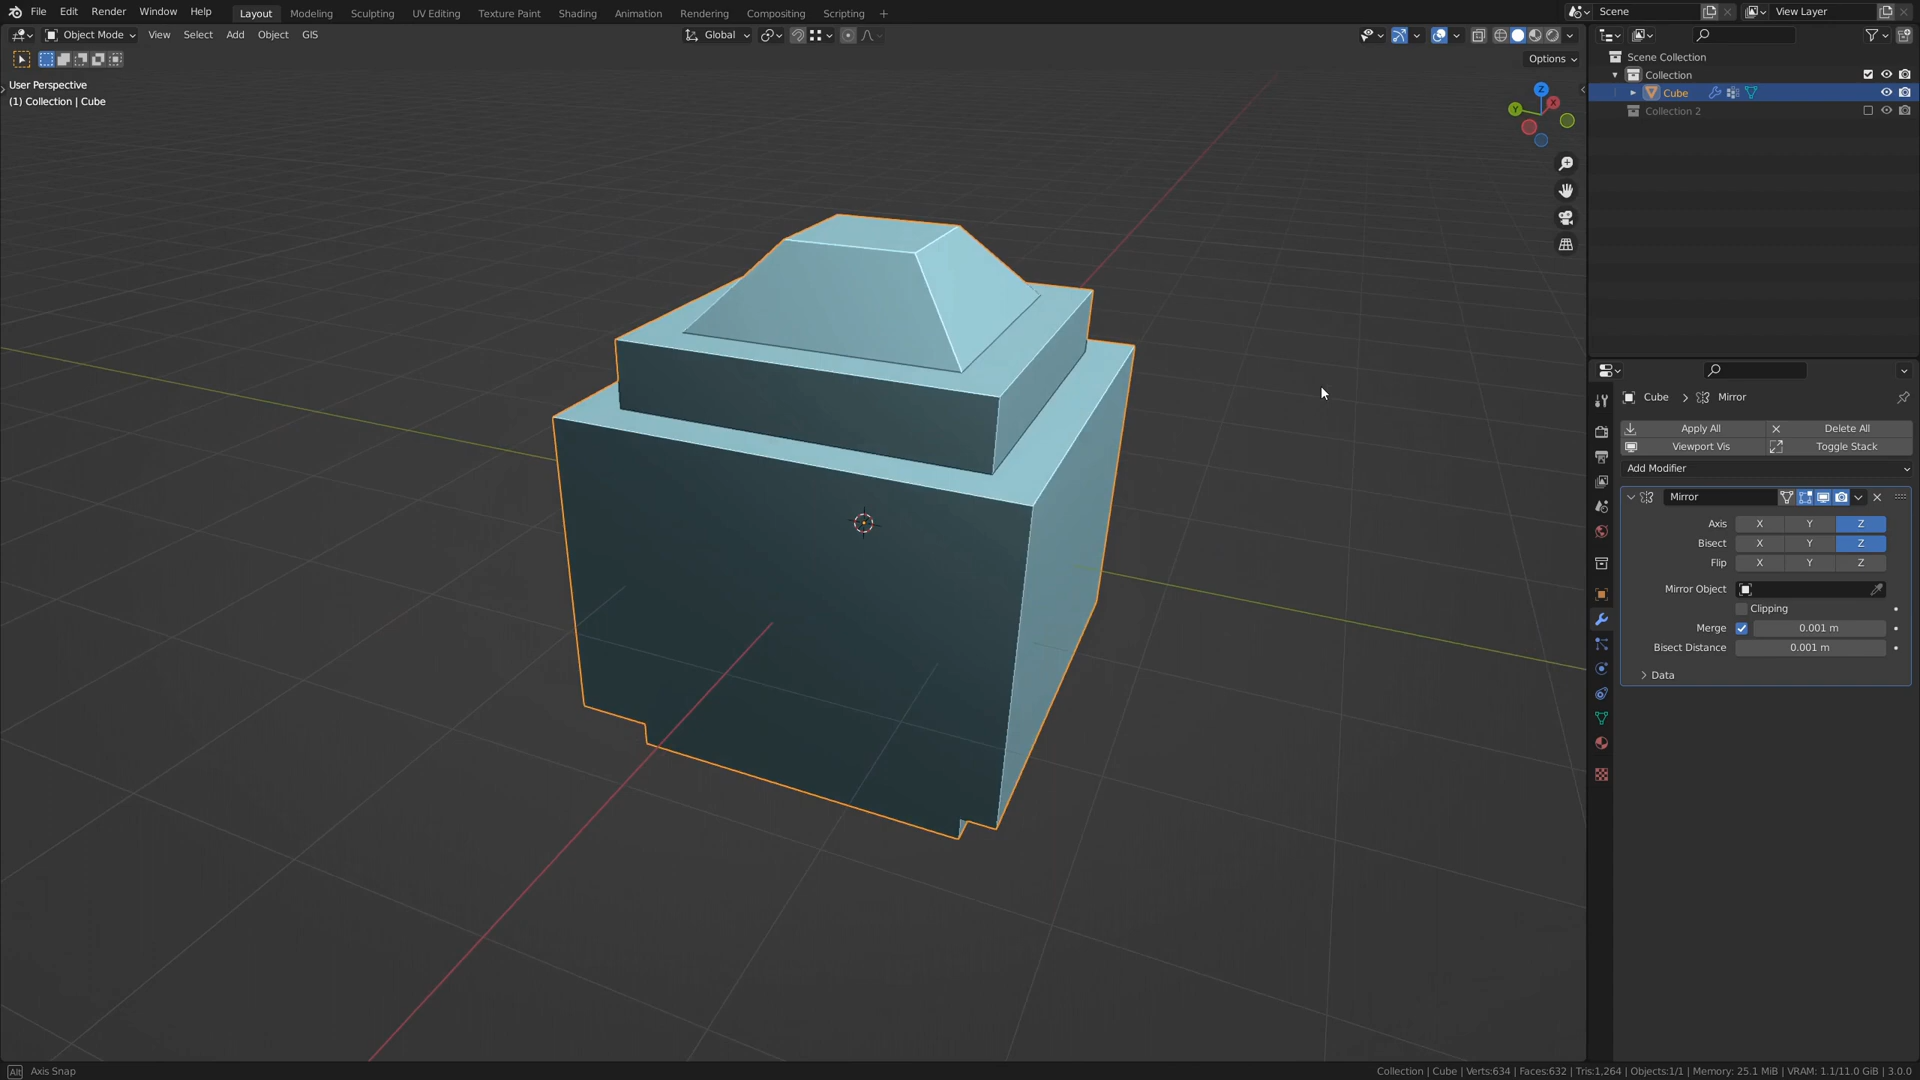 File Edit Render Window Help Layout Modeling Sculpting UV Editing Texture Paint Shading Animation Rendering Compositing Scripting + Scene View Layer
Object Mode View Select Add Object GIS Global
Options
User Perspective
(1) Collection | Cube
Z
X
Y
Scene Collection
Collection
Cube
Collection 2
Cube > Mirror
Apply All Delete All
Viewport Vis Toggle Stack
Add Modifier
Mirror
Axis X Y Z
Bisect X Y Z
Flip X Y Z
Mirror Object
Clipping
Merge 0.001 m
Bisect Distance 0.001 m
Data
Alt Axis Snap
Collection | Cube | Verts:634 | Faces:632 | Tris:1,264 | Objects:1/1 | Memory: 25.1 MiB | VRAM: 1.1/11.0 GiB | 3.0.0